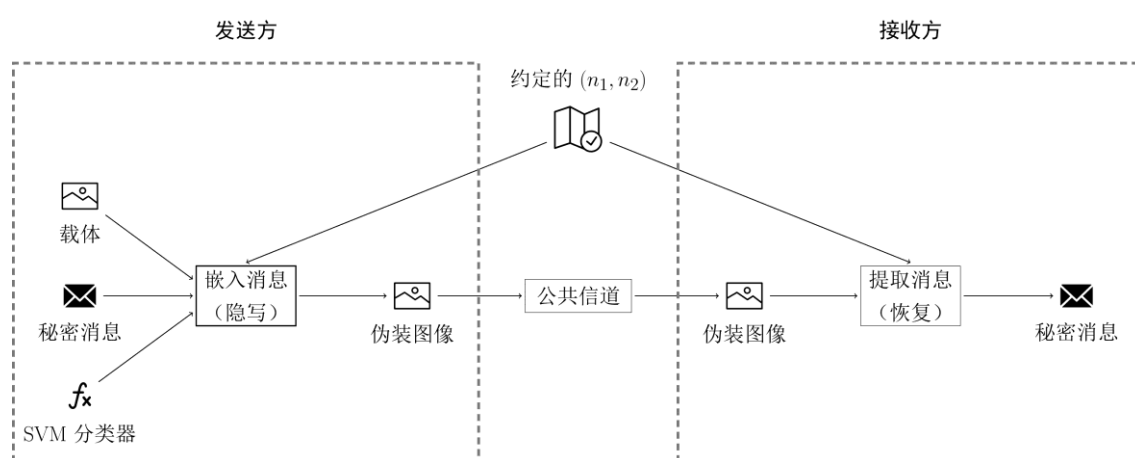 发送方
接收方
约定的 (n₁, n₂)
载体
嵌入消息
（隐写）
秘密消息
SVM 分类器
伪装图像
公共信道
伪装图像
提取消息
（恢复）
秘密消息
fx